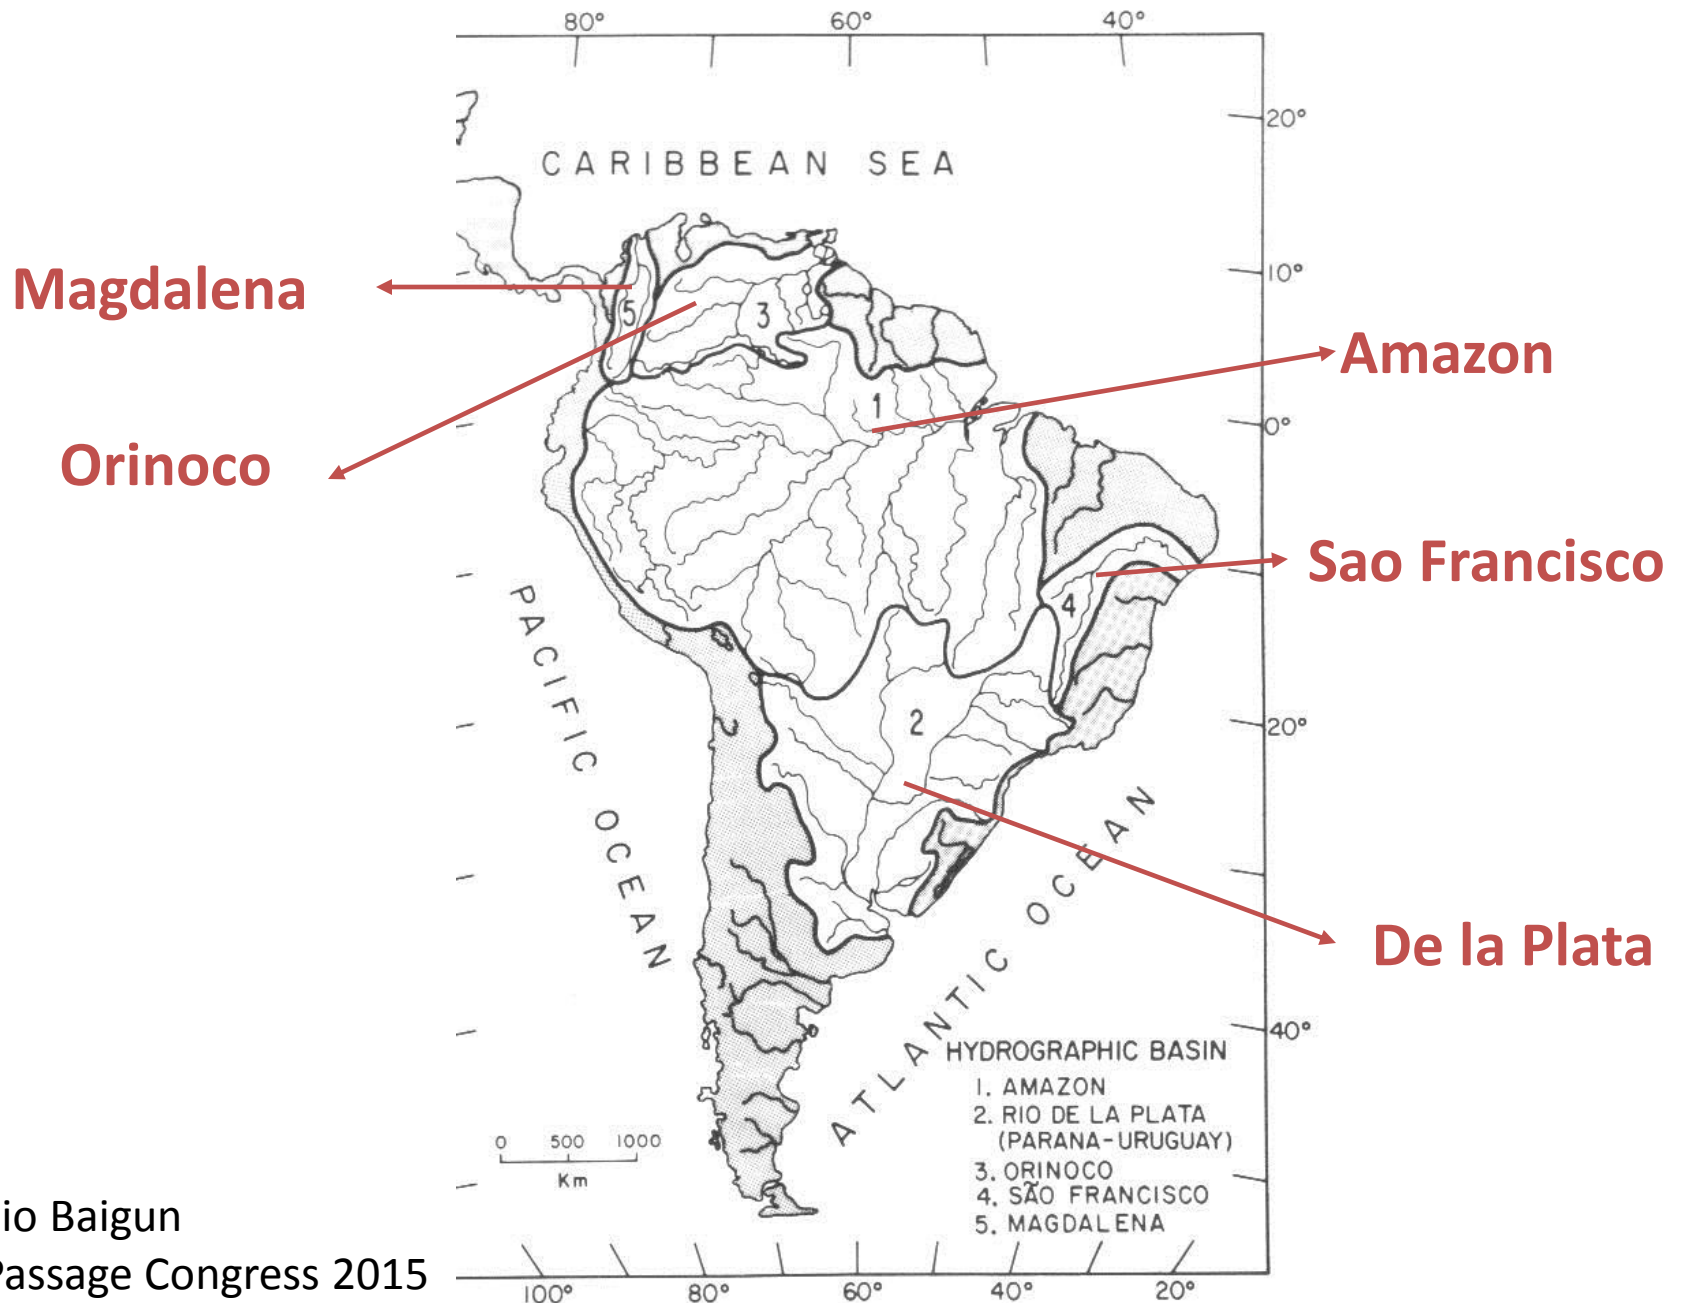 80° 60° 40°
20°
CARIBBEAN SEA
Magdalena
10°
5
3
Amazon
1
0°
Orinoco
Sao Francisco
4
PACIFIC OCEAN
2
20°
De la Plata
ATLANTIC OCEAN
40°
HYDROGRAPHIC BASIN
1. AMAZON
2. RIO DE LA PLATA
(PARANA-URUGUAY)
3. ORINOCO
4. SÃO FRANCISCO
5. MAGDALENA
0 500 1000
Km
io Baigun
Passage Congress 2015
100° 80° 60° 40° 20°